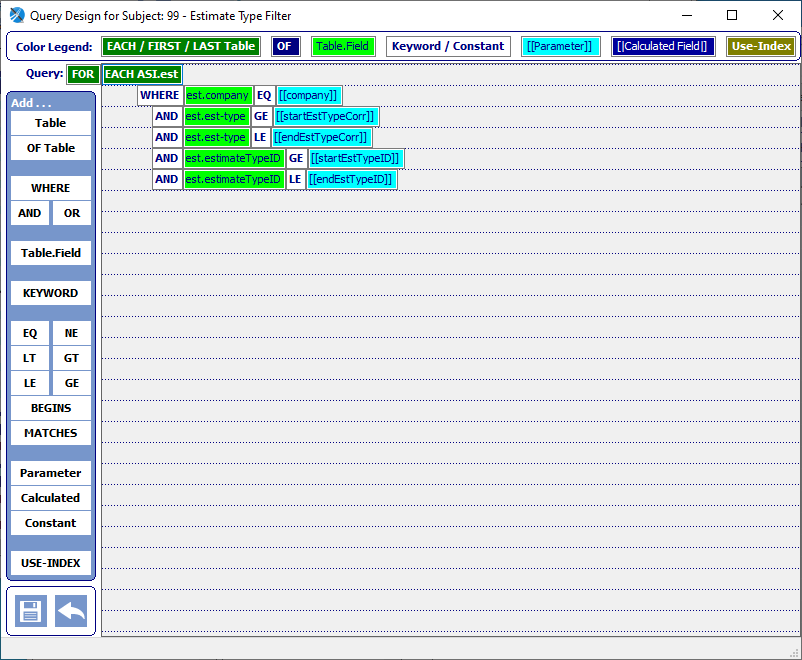 Query Design for Subject: 99 - Estimate Type Filter
Color Legend: EACH / FIRST / LAST Table OF Table.Field Keyword / Constant [[Parameter]] [|Calculated Field|] Use-Index
Query: FOR EACH ASI.est
WHERE est.company EQ [[company]]
AND est.est-type GE [[startEstTypeCorr]]
AND est.est-type LE [[endEstTypeCorr]]
AND est.estimateTypeID GE [[startEstTypeID]]
AND est.estimateTypeID LE [[endEstTypeID]]
Add . . .
Table
OF Table
WHERE
AND OR
Table.Field
KEYWORD
EQ NE
LT GT
LE GE
BEGINS
MATCHES
Parameter
Calculated
Constant
USE-INDEX